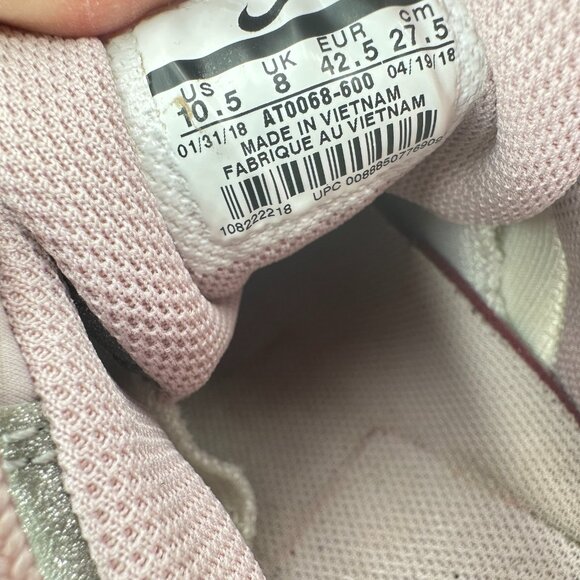 US UK EUR cm
10.5 8 42.5 27.5
01/31/18 AT0068-600 04/19/18
MADE IN VIETNAM
FABRIQUE AU VIETNAM
108222218 UPC 0088850776909